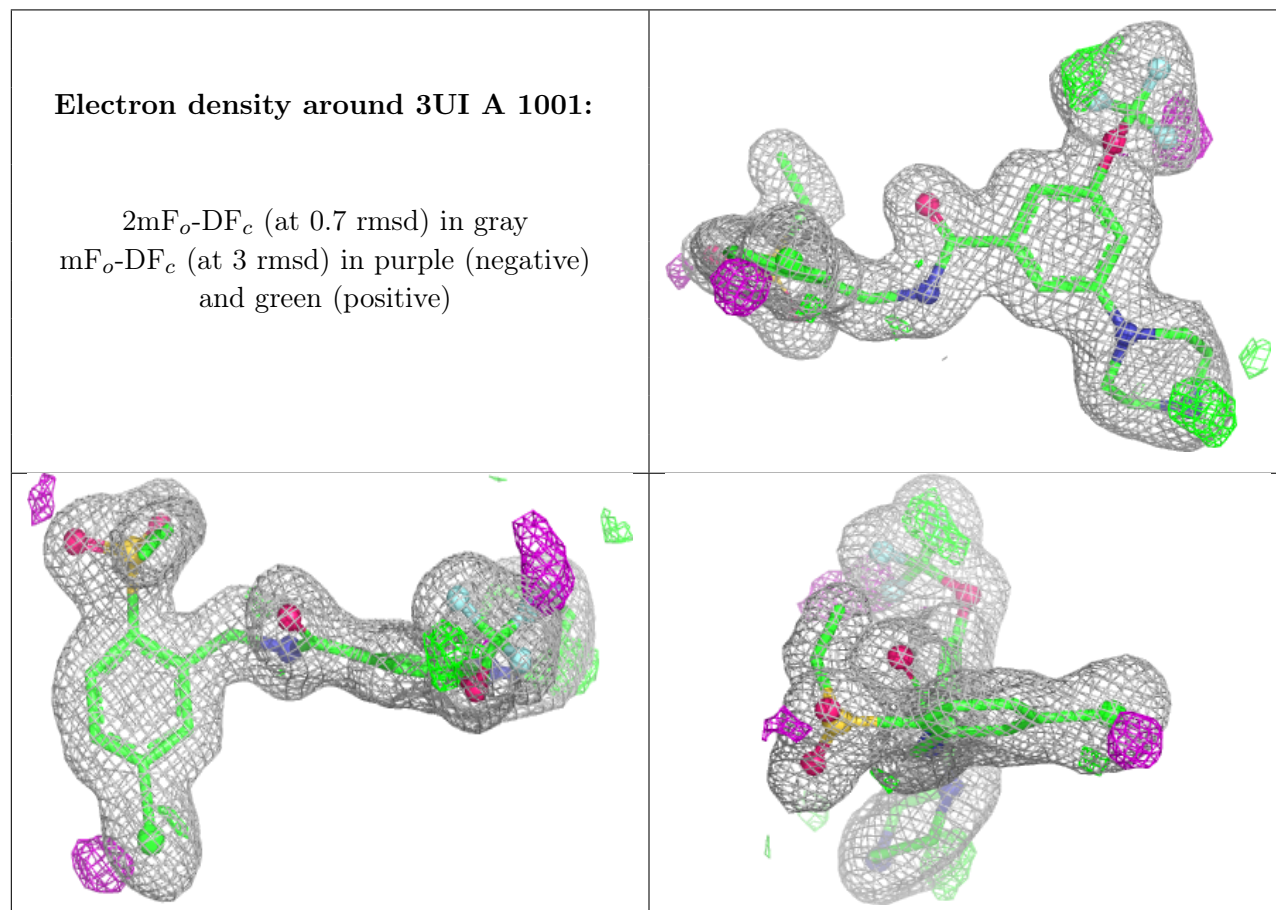 Electron density around 3UI A 1001:
2mFo-DFc (at 0.7 rmsd) in gray
mFo-DFc (at 3 rmsd) in purple (negative)
and green (positive)